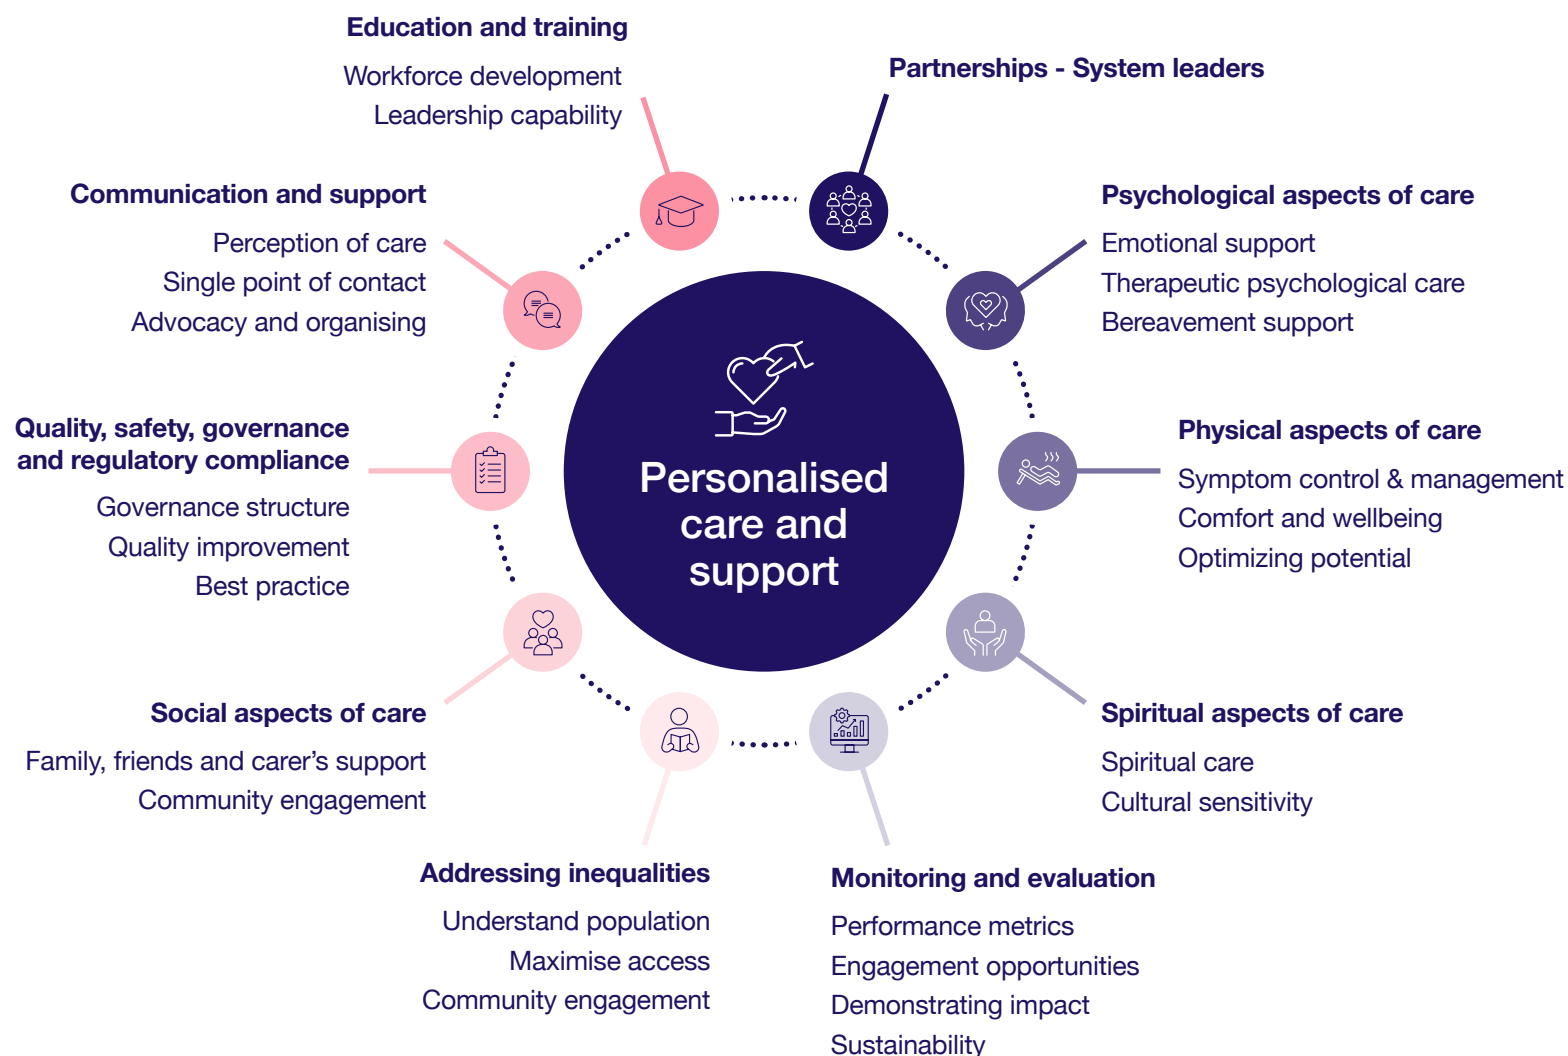 Education and training
Workforce development
Leadership capability
Partnerships - System leaders
Communication and support
Perception of care
Single point of contact
Advocacy and organising
Psychological aspects of care
Emotional support
Therapeutic psychological care
Bereavement support
Quality, safety, governance
and regulatory compliance
Governance structure
Quality improvement
Best practice
Personalised
care and
support
Physical aspects of care
Symptom control & management
Comfort and wellbeing
Optimizing potential
Social aspects of care
Family, friends and carer’s support
Community engagement
Spiritual aspects of care
Spiritual care
Cultural sensitivity
Addressing inequalities
Understand population
Maximise access
Community engagement
Monitoring and evaluation
Performance metrics
Engagement opportunities
Demonstrating impact
Sustainability